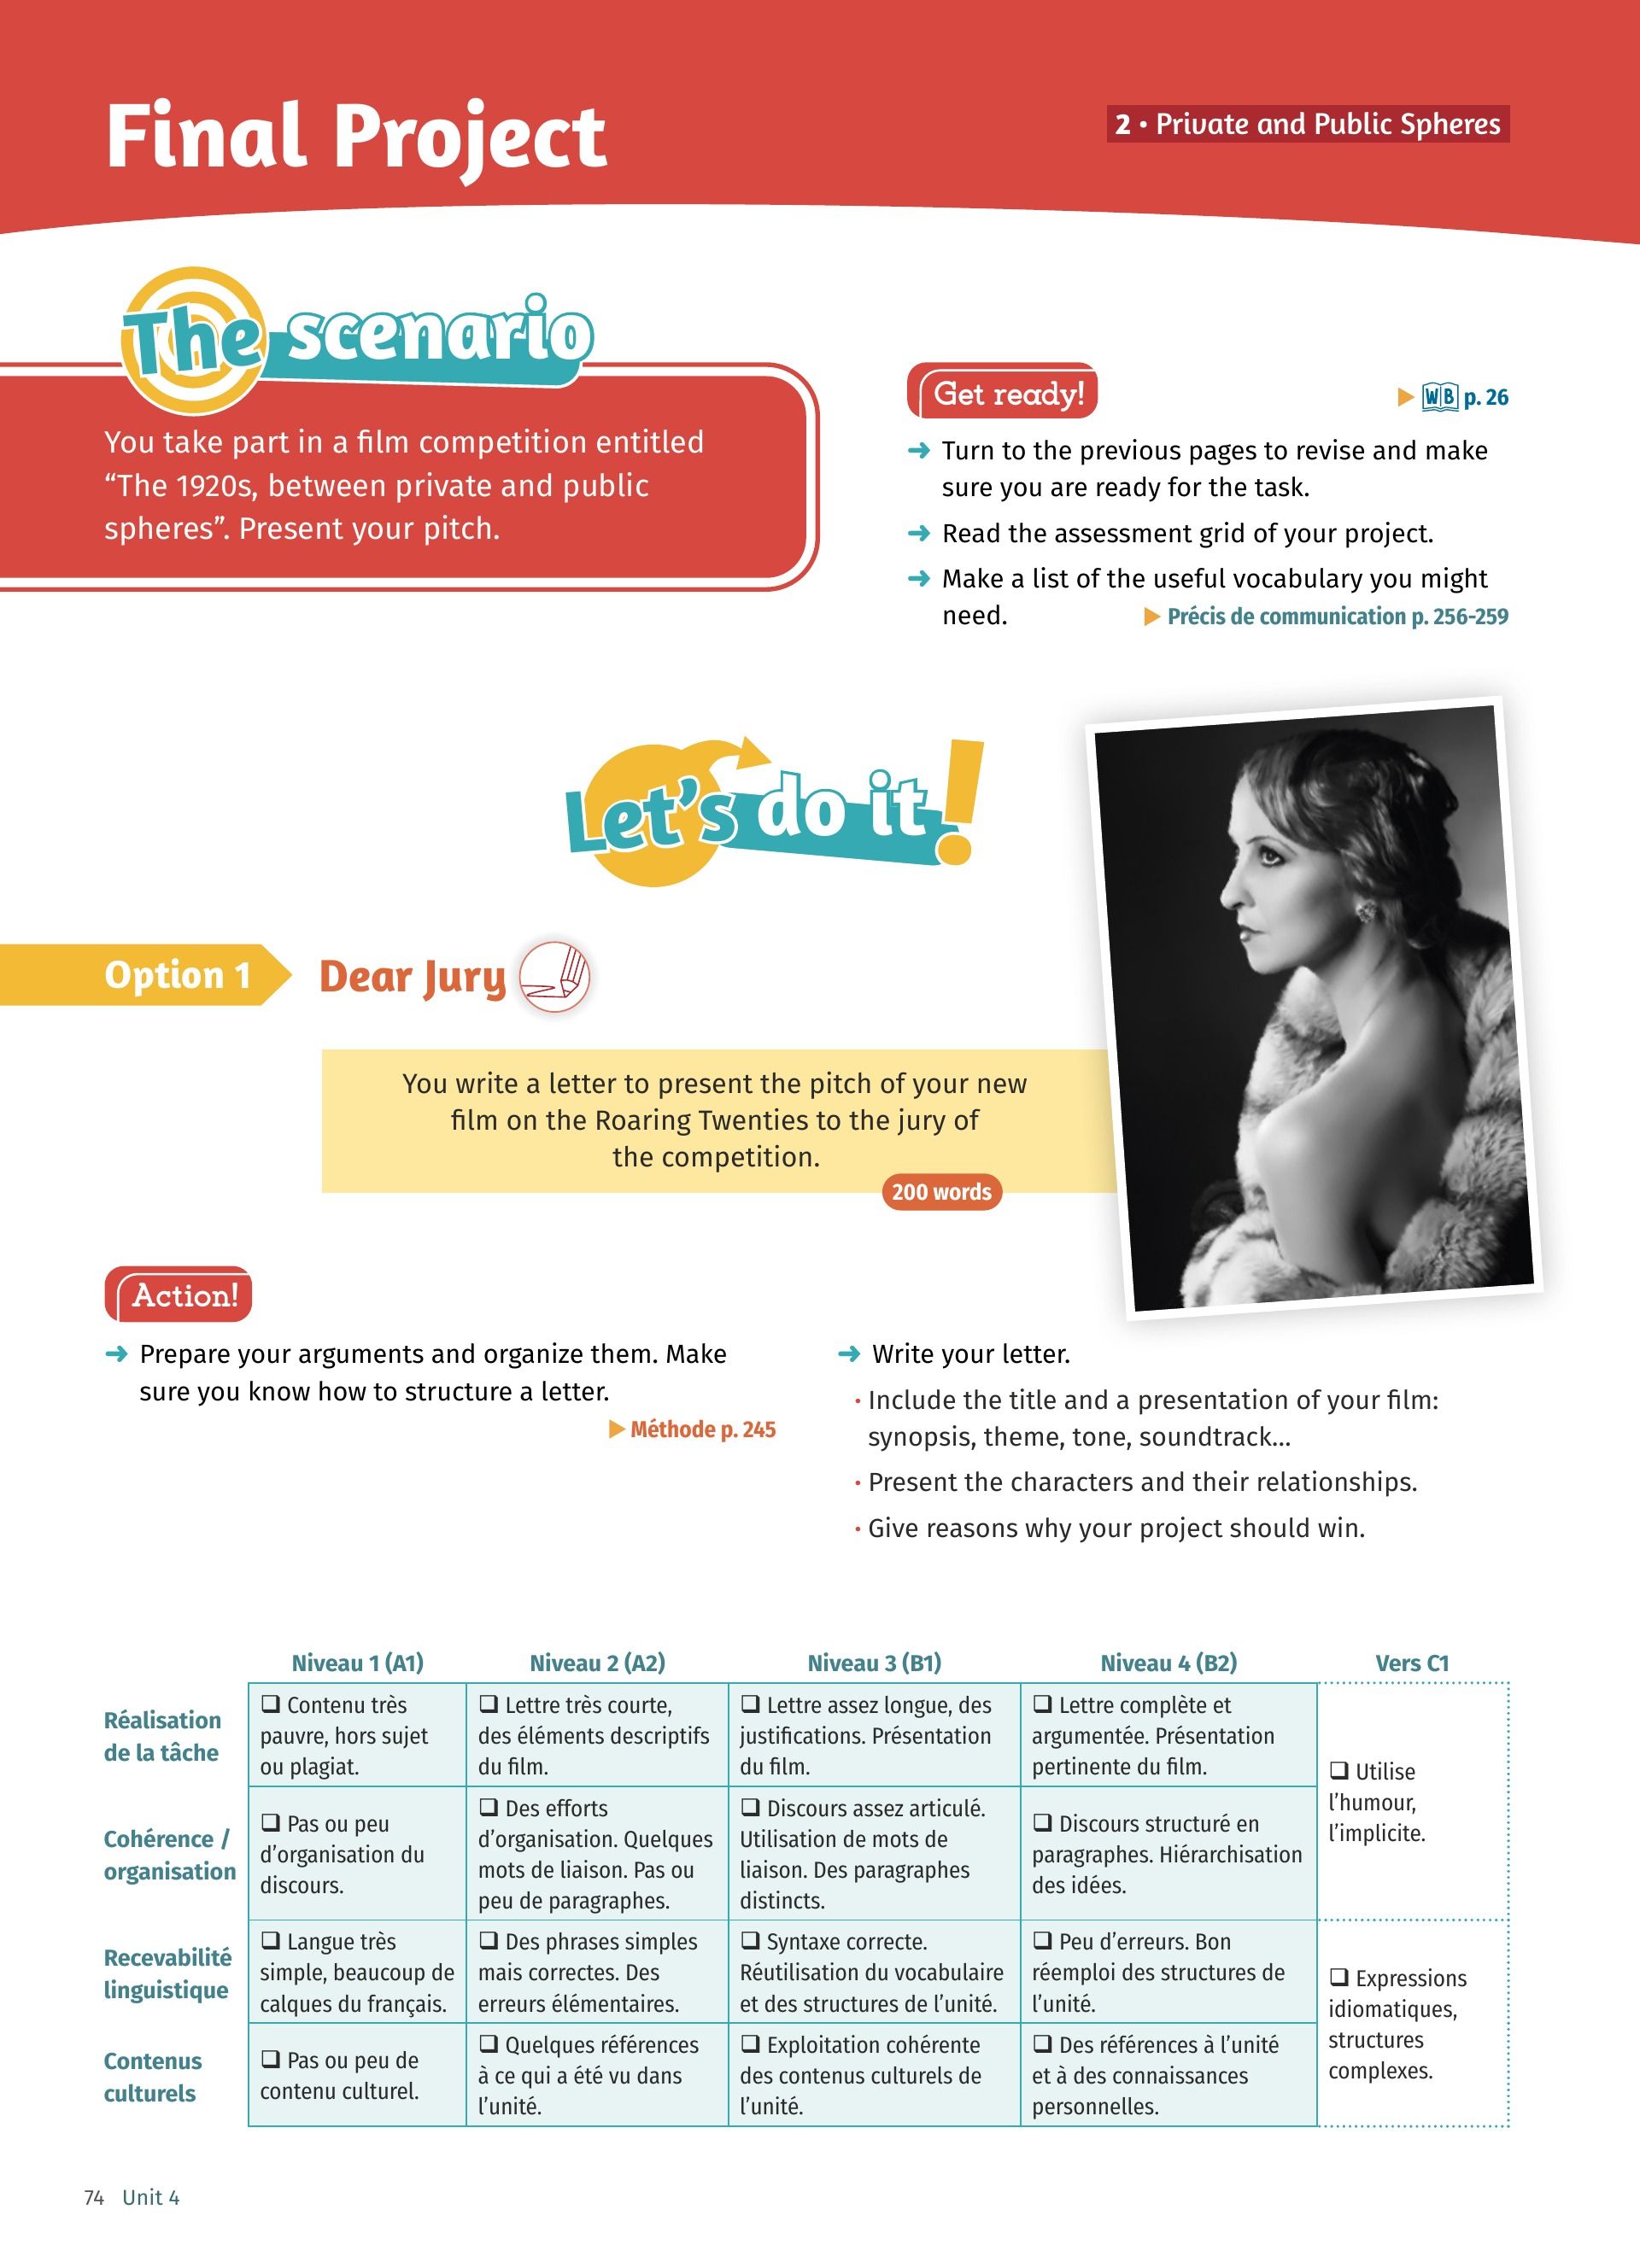 Final Project
2 • Private and Public Spheres
The scenario
You take part in a film competition entitled
“The 1920s, between private and public
spheres”. Present your pitch.
Get ready!
WB p. 26
Turn to the previous pages to revise and make
sure you are ready for the task.
Read the assessment grid of your project.
Make a list of the useful vocabulary you might
need.
Précis de communication p. 256-259
Let's do it!
Option 1
Dear Jury
You write a letter to present the pitch of your new
film on the Roaring Twenties to the jury of
the competition.
200 words
Action!
Prepare your arguments and organize them. Make
sure you know how to structure a letter.
Méthode p. 245
Write your letter.
• Include the title and a presentation of your film:
synopsis, theme, tone, soundtrack...
• Present the characters and their relationships.
• Give reasons why your project should win.
Niveau 1 (A1)
Niveau 2 (A2)
Niveau 3 (B1)
Niveau 4 (B2)
Vers C1
Réalisation
de la tâche
❑ Contenu très
pauvre, hors sujet
ou plagiat.
❑ Lettre très courte,
des éléments descriptifs
du film.
❑ Lettre assez longue, des
justifications. Présentation
du film.
❑ Lettre complète et
argumentée. Présentation
pertinente du film.
❑ Utilise
l’humour,
l’implicite.
Cohérence /
organisation
❑ Pas ou peu
d’organisation du
discours.
❑ Des efforts
d’organisation. Quelques
mots de liaison. Pas ou
peu de paragraphes.
❑ Discours assez articulé.
Utilisation de mots de
liaison. Des paragraphes
distincts.
❑ Discours structuré en
paragraphes. Hiérarchisation
des idées.
Recevabilité
linguistique
❑ Langue très
simple, beaucoup de
calques du français.
❑ Des phrases simples
mais correctes. Des
erreurs élémentaires.
❑ Syntaxe correcte.
Réutilisation du vocabulaire
et des structures de l’unité.
❑ Peu d’erreurs. Bon
réemploi des structures de
l’unité.
❑ Expressions
idiomatiques,
structures
complexes.
Contenus
culturels
❑ Pas ou peu de
contenu culturel.
❑ Quelques références
à ce qui a été vu dans
l’unité.
❑ Exploitation cohérente
des contenus culturels de
l’unité.
❑ Des références à l’unité
et à des connaissances
personnelles.
74 Unit 4